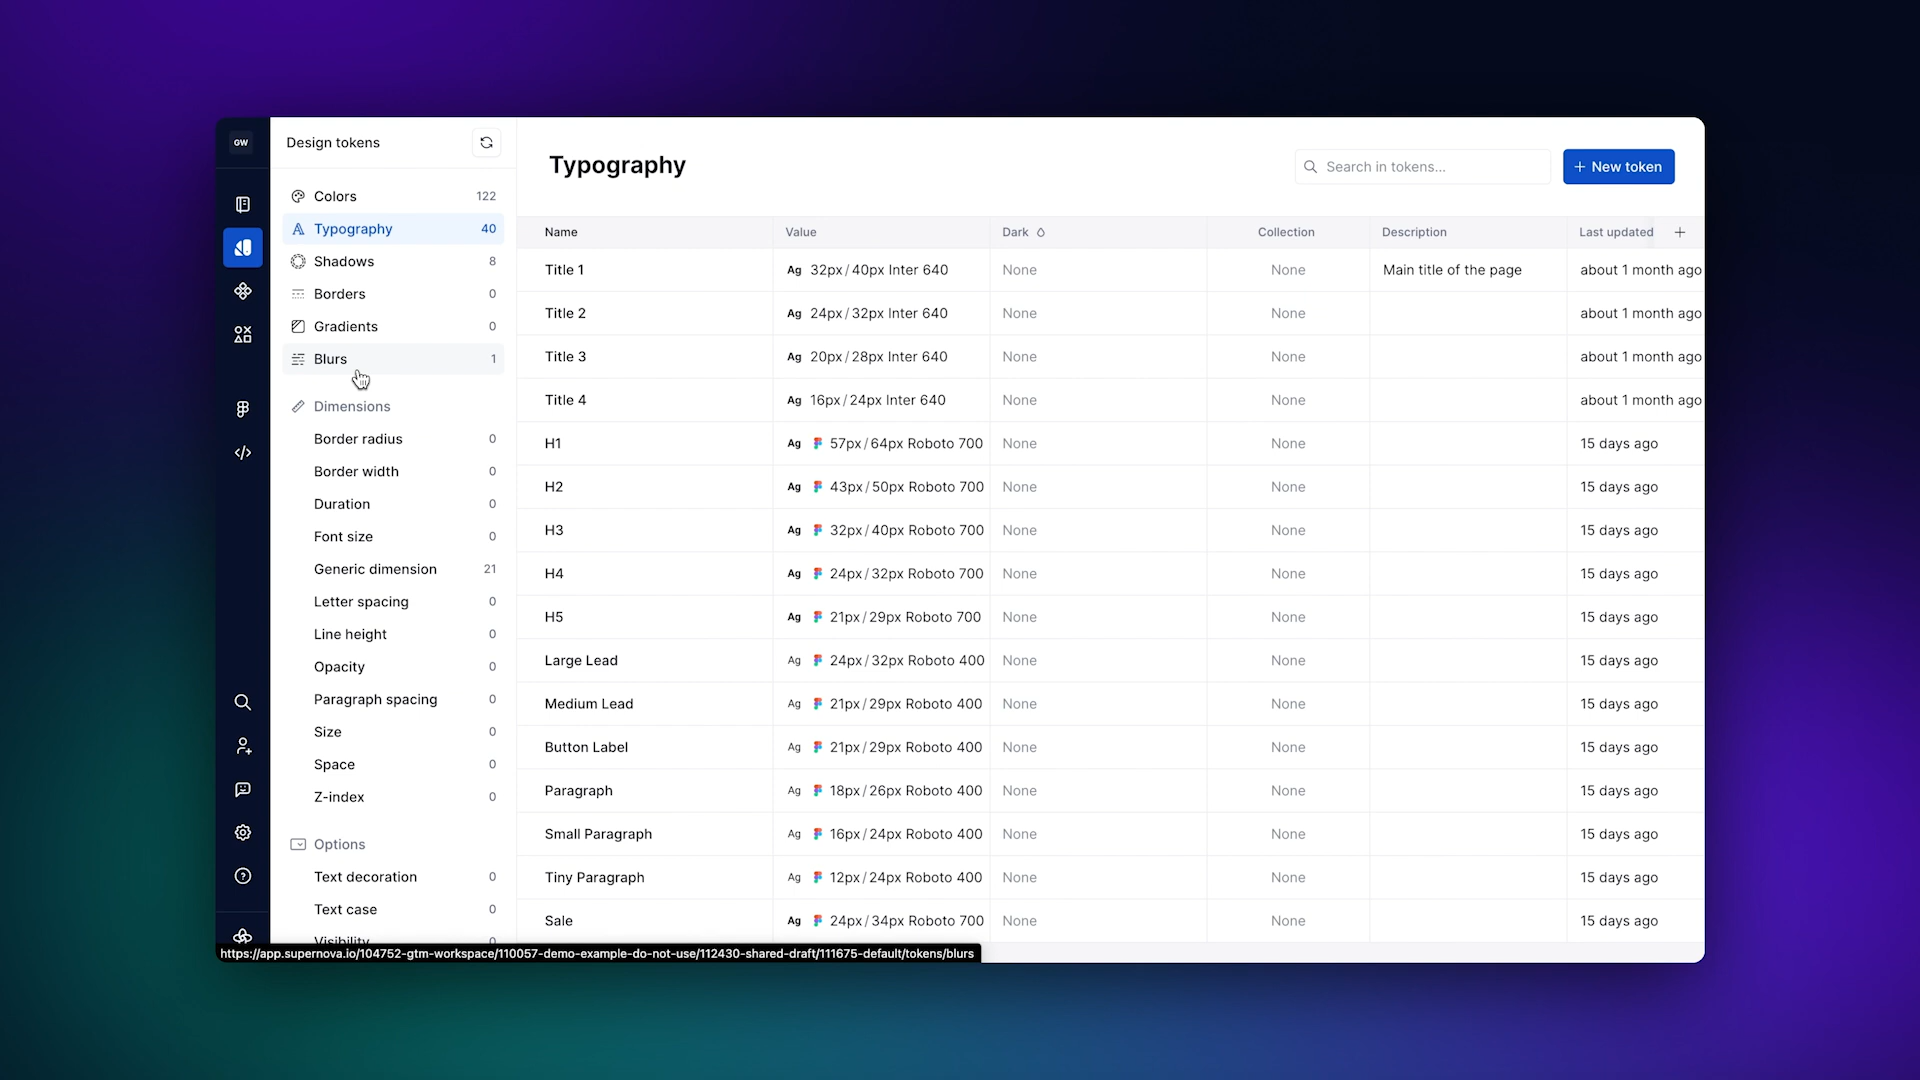 GW
Design tokens
Colors 122
Typography 40
Shadows 8
Borders 0
Gradients 0
Blurs 1
Dimensions
Border radius 0
Border width 0
Duration 0
Font size 0
Generic dimension 21
Letter spacing 0
Line height 0
Opacity 0
Paragraph spacing 0
Size 0
Space 0
Z-index 0
Options
Text decoration 0
Text case 0
Visibility 0
Typography
Search in tokens...
+ New token
Name Value Dark Collection Description Last updated +
Title 1 Ag 32px/40px Inter 640 None None Main title of the page about 1 month ago
Title 2 Ag 24px/32px Inter 640 None None about 1 month ago
Title 3 Ag 20px/28px Inter 640 None None about 1 month ago
Title 4 Ag 16px/24px Inter 640 None None about 1 month ago
H1 Ag 57px/64px Roboto 700 None None 15 days ago
H2 Ag 43px/50px Roboto 700 None None 15 days ago
H3 Ag 32px/40px Roboto 700 None None 15 days ago
H4 Ag 24px/32px Roboto 700 None None 15 days ago
H5 Ag 21px/29px Roboto 700 None None 15 days ago
Large Lead Ag 24px/32px Roboto 400 None None 15 days ago
Medium Lead Ag 21px/29px Roboto 400 None None 15 days ago
Button Label Ag 21px/29px Roboto 400 None None 15 days ago
Paragraph Ag 18px/26px Roboto 400 None None 15 days ago
Small Paragraph Ag 16px/24px Roboto 400 None None 15 days ago
Tiny Paragraph Ag 12px/24px Roboto 400 None None 15 days ago
Sale Ag 24px/34px Roboto 700 None None 15 days ago
https://app.supernova.io/104752-gtm-workspace/110057-demo-example-do-not-use/112430-shared-draft/111675-default/tokens/blurs